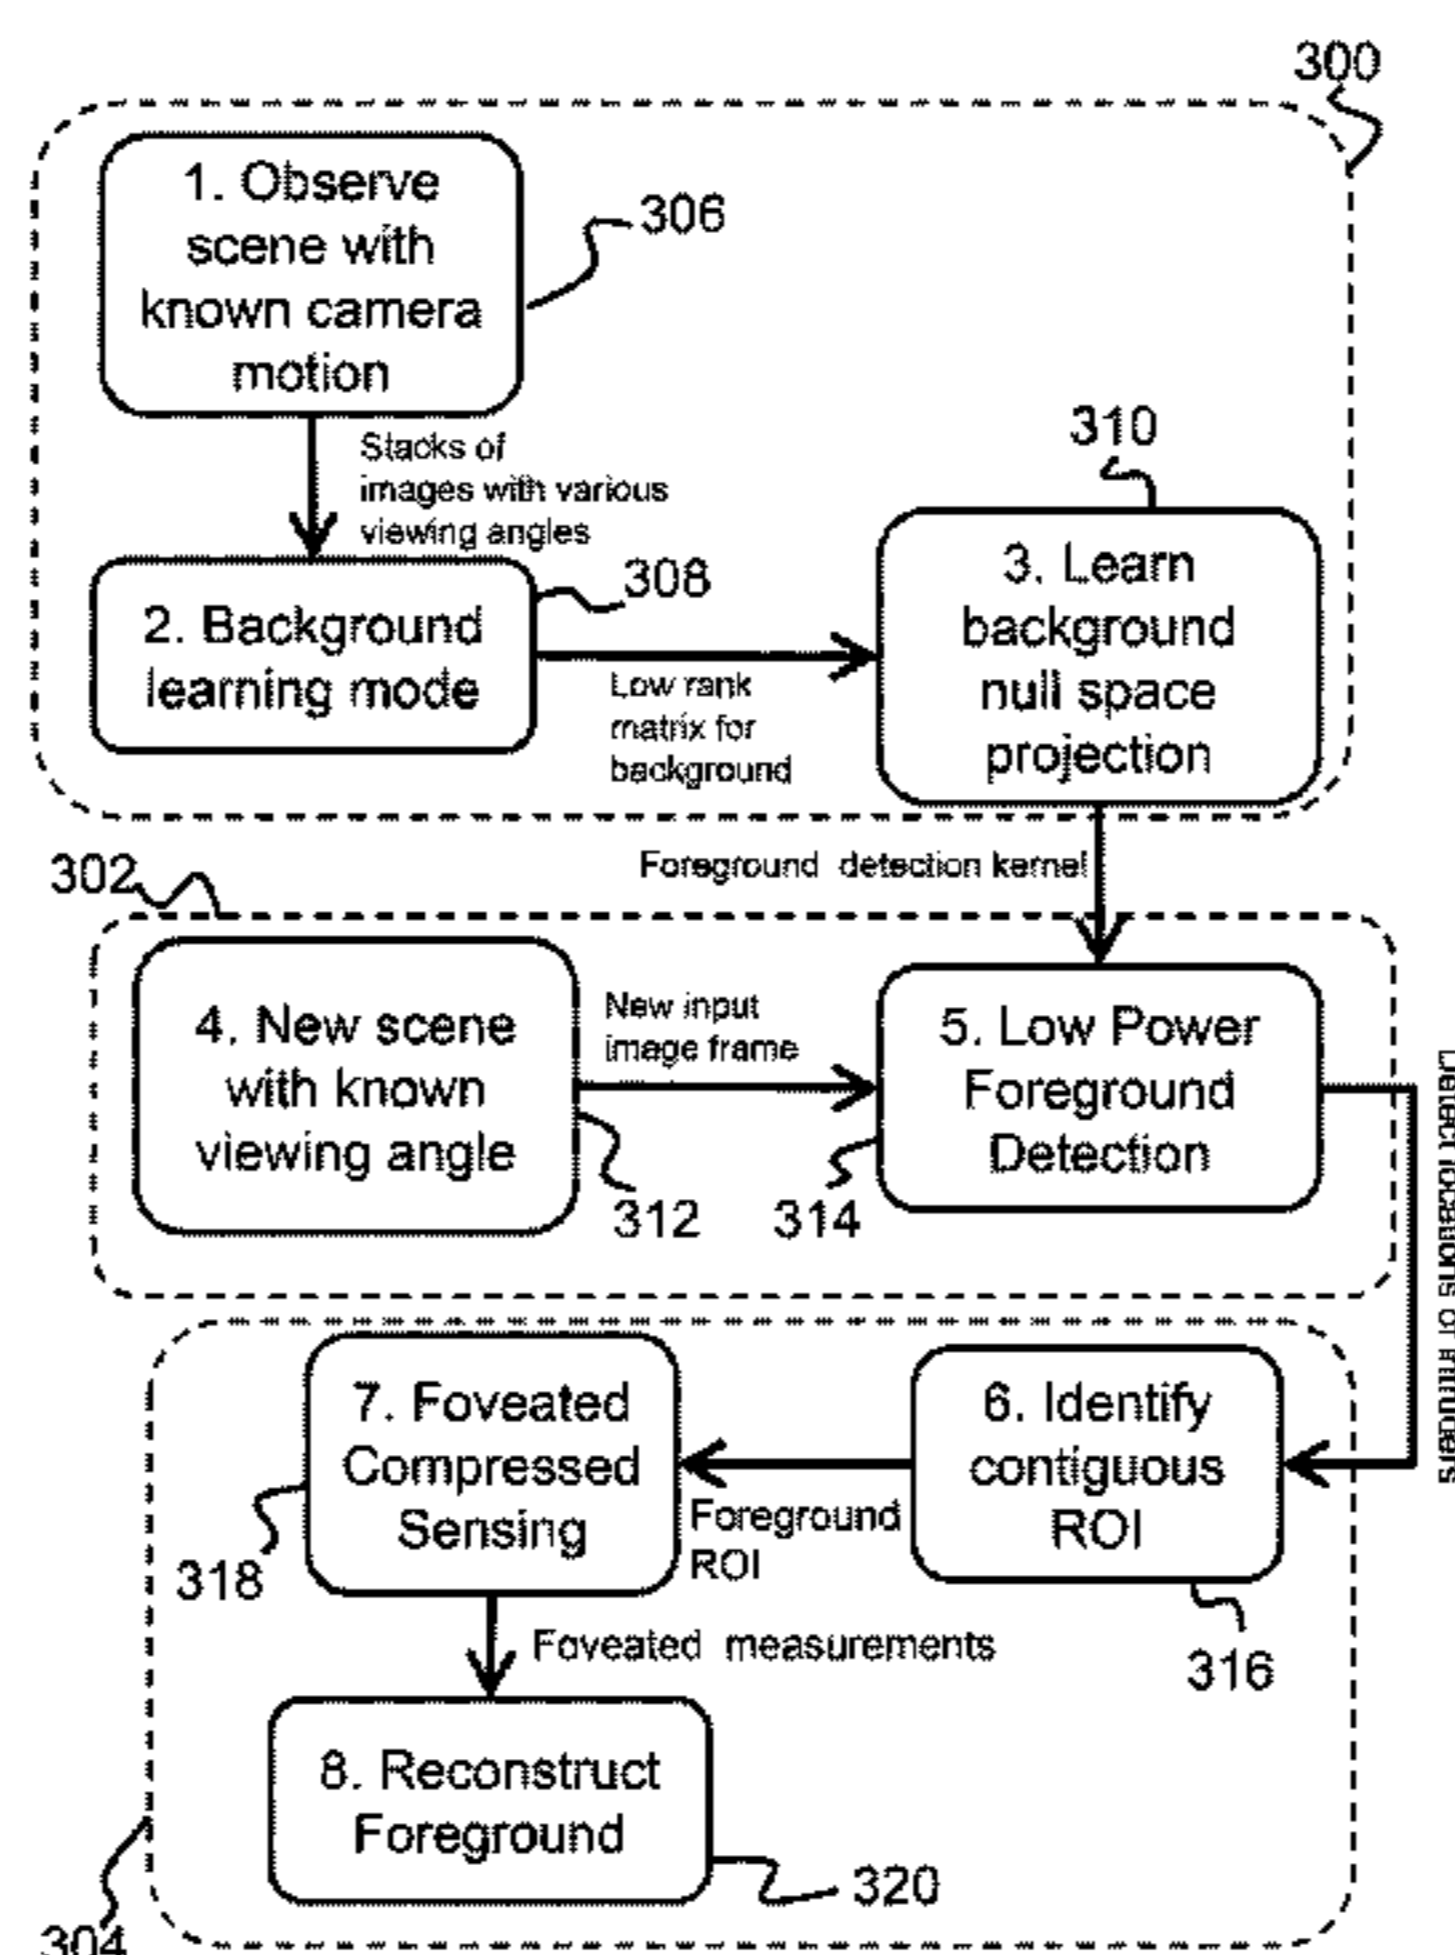 300
1. Observe
scene with
known camera
motion
306
Stacks of
images with various
viewing angles
310
2. Background
learning mode
308
Low rank
matrix for
background
3. Learn
background
null space
projection
Foreground detection kernel
302
4. New scene
with known
viewing angle
312
New input
image frame
5. Low Power
Foreground
Detection
314
Detect locations of intruders
7. Foveated
Compressed
Sensing
318
Foreground
ROI
6. Identify
contiguous
ROI
316
Foveated measurements
8. Reconstruct
Foreground
320
304